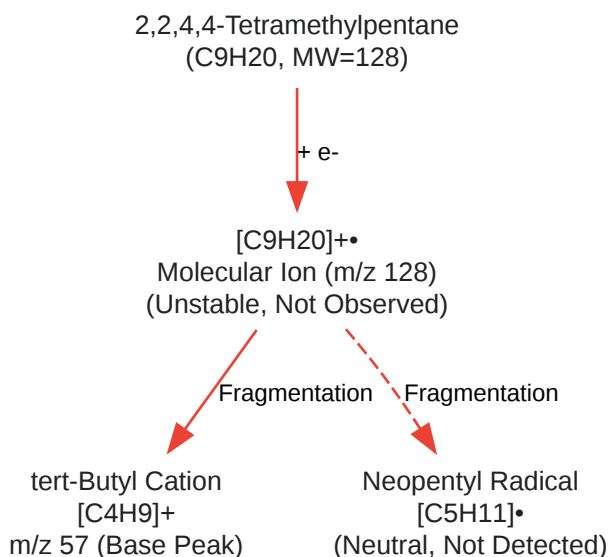 2,2,4,4-Tetramethylpentane
(C9H20, MW=128)
+ e-
[C9H20]+•
Molecular Ion (m/z 128)
(Unstable, Not Observed)
Fragmentation
Fragmentation
tert-Butyl Cation
[C4H9]+
m/z 57 (Base Peak)
Neopentyl Radical
[C5H11]•
(Neutral, Not Detected)